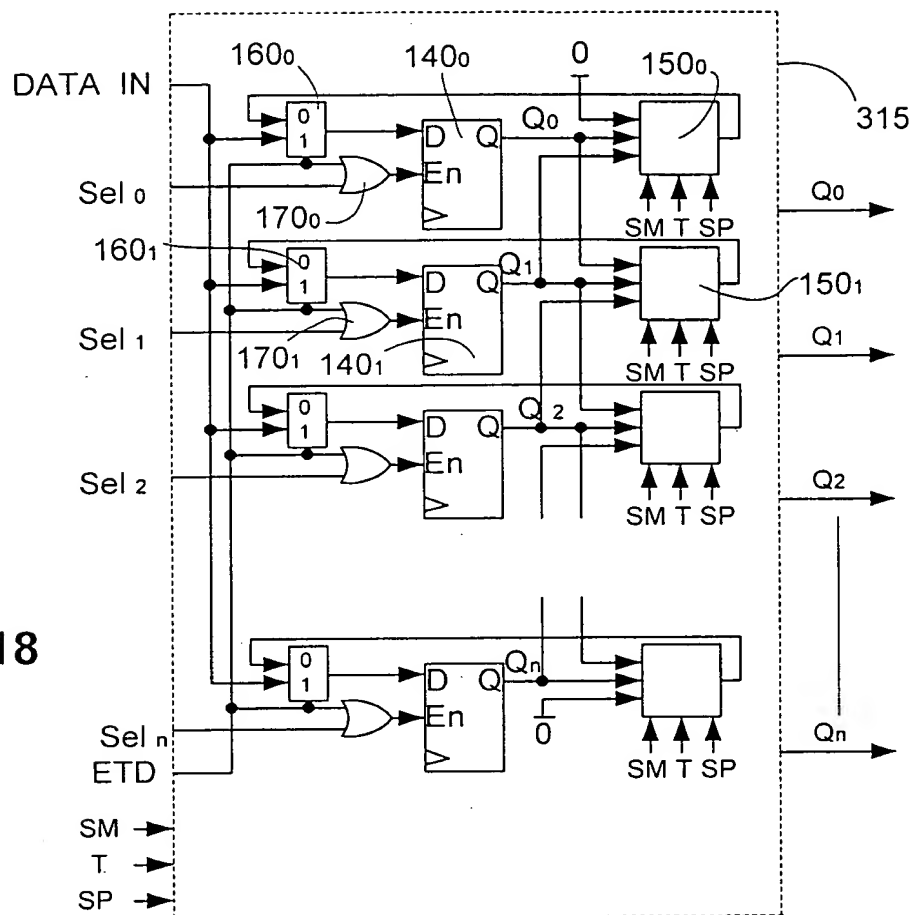 160₀ 140₀ 0 150₀
DATA IN
0
1
D Q
En
Q₀
315
Sel ₀
170₀
SM T SP
Q₀
160₁
0
1
D Q
En
Q₁
150₁
Sel ₁
170₁ 140₁
SM T SP
Q₁
0
1
D Q
En
Q ₂
Sel ₂
SM T SP
Q₂
18
0
1
D Q
En
Qₙ
0
Sel ₙ
SM T SP
Qₙ
ETD
SM
T
SP